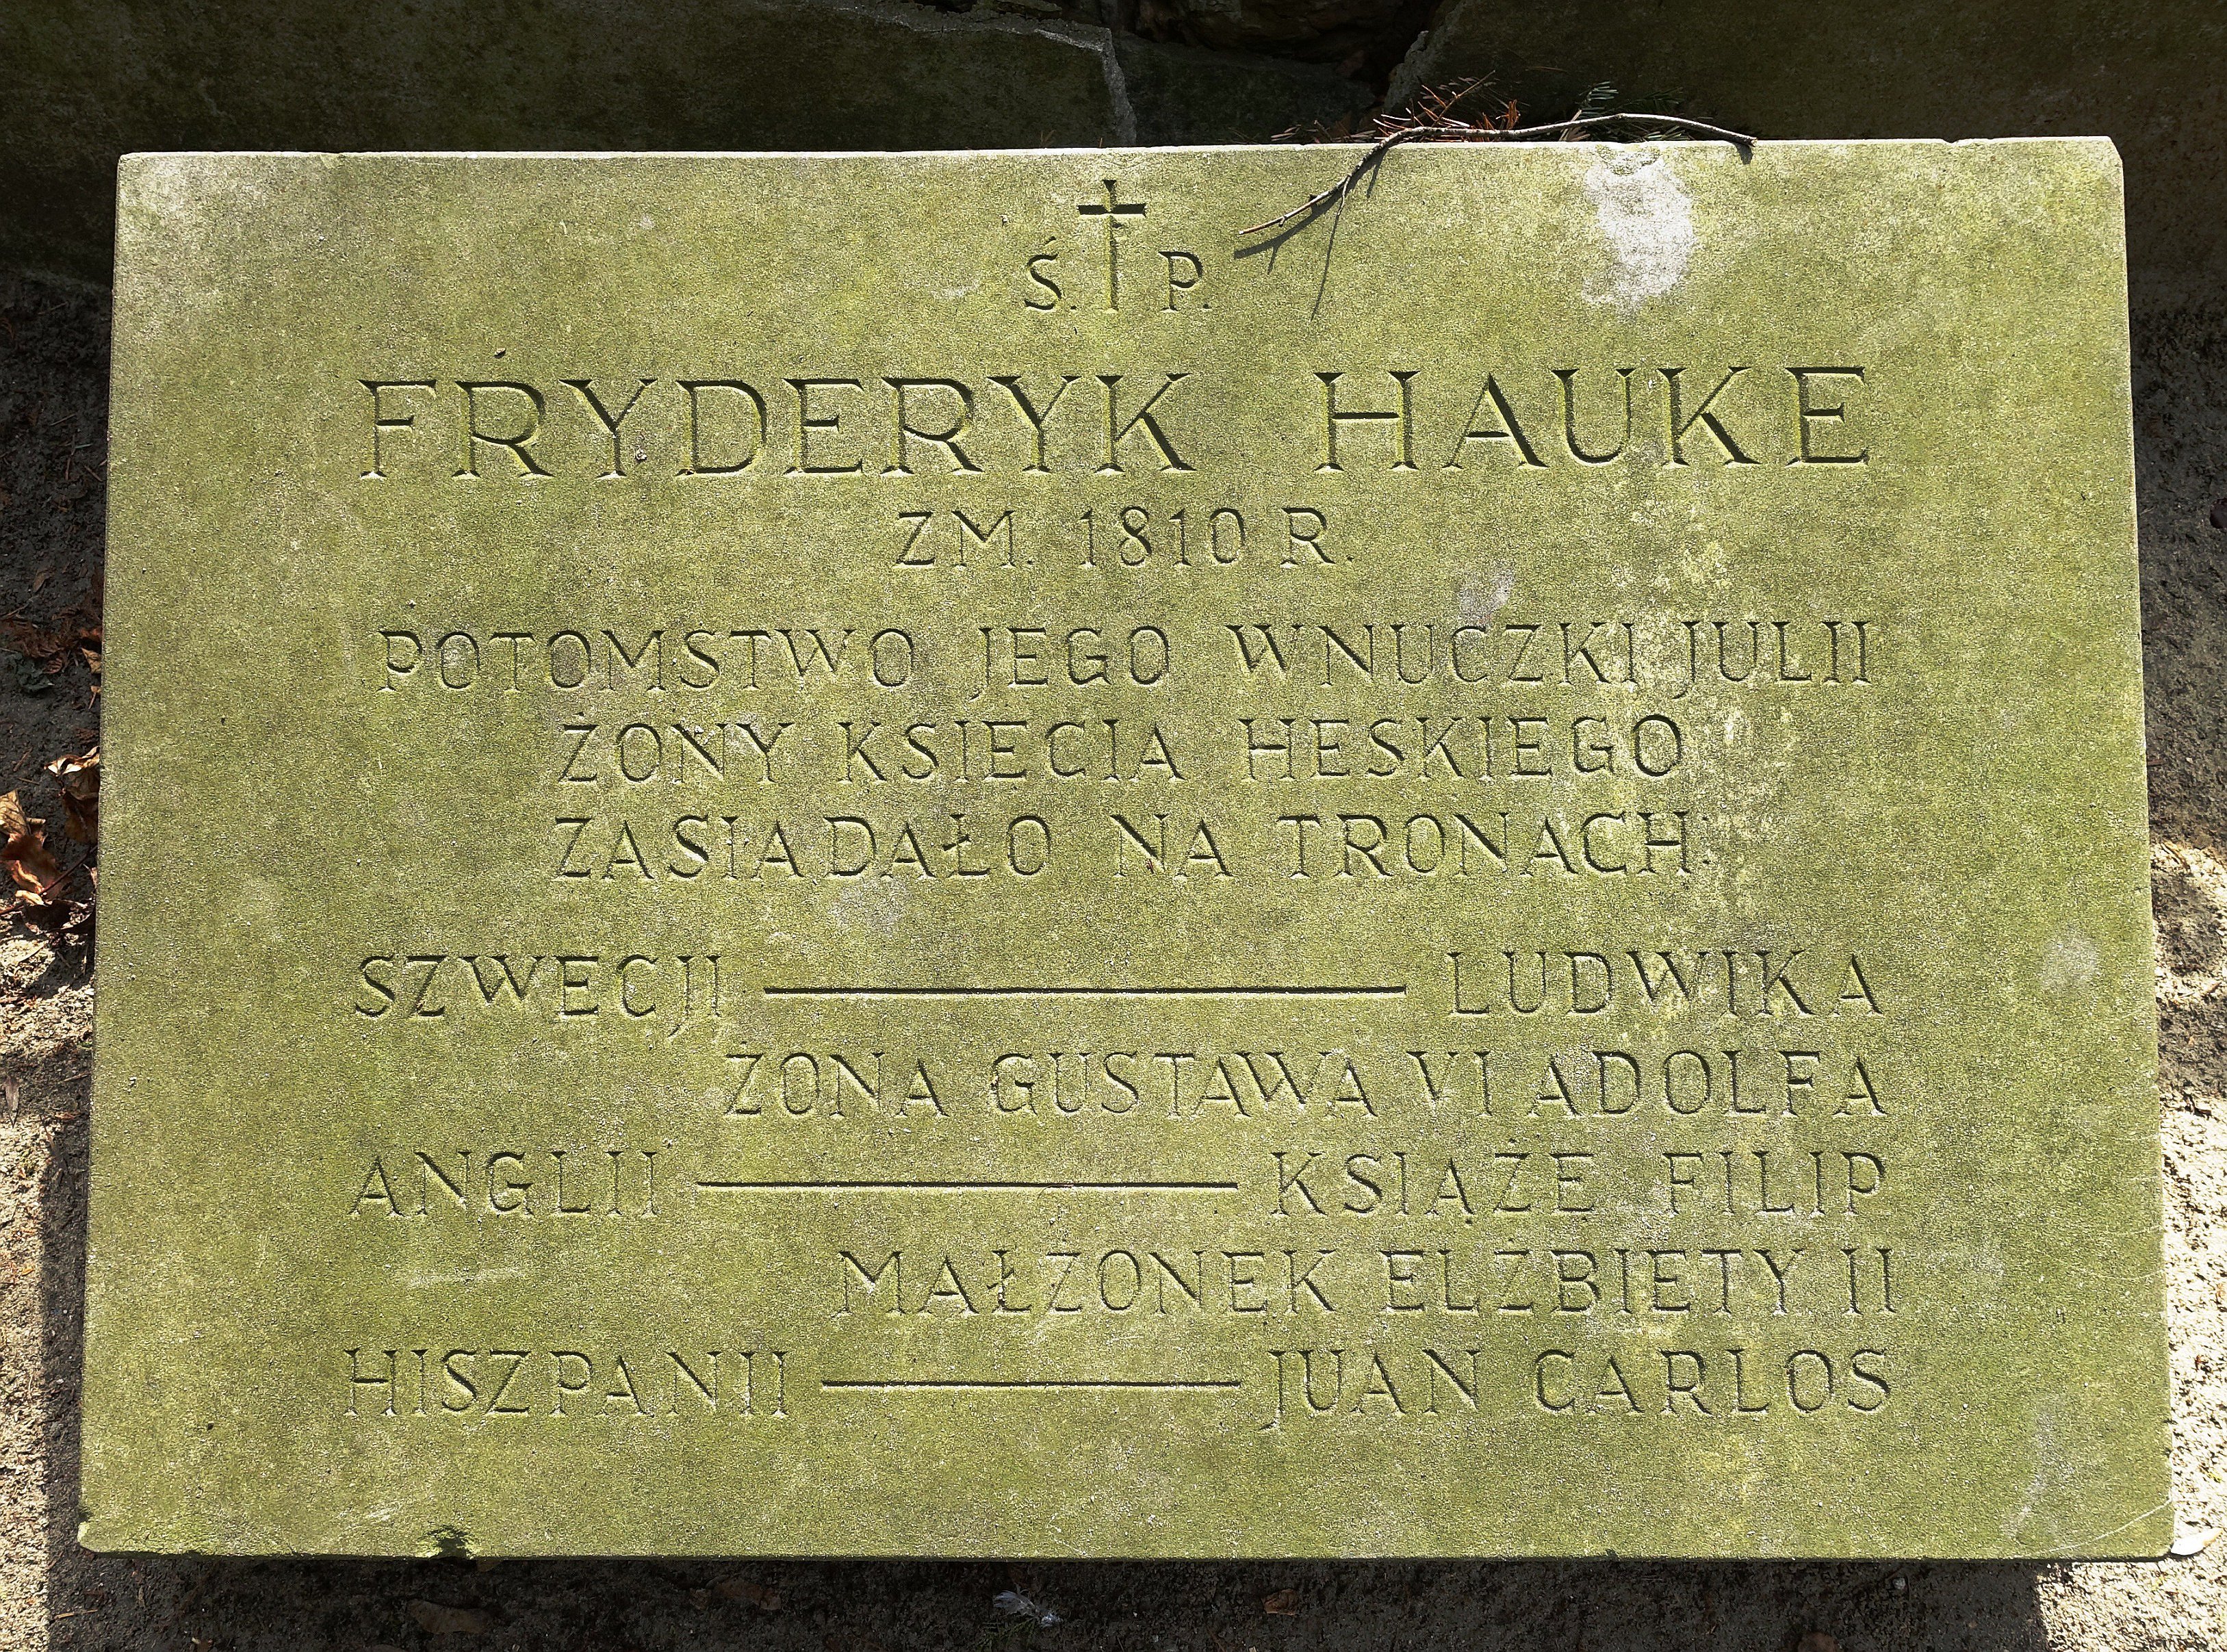 Ś. P.
FRYDERYK HAUKE
ZM. 1810 R.
POTOMSTWO JEGO WNUCZKI JULII
ŻONY KSIĘCIA HESKIEGO
ZASIADAŁO NA TRONACH:
SZWECJI — LUDWIKA
ŻONA GUSTAWA VI ADOLFA
ANGLII — KSIĄŻE FILIP
MAŁŻONEK ELŻBIETY II
HISZPANII — JUAN CARLOS